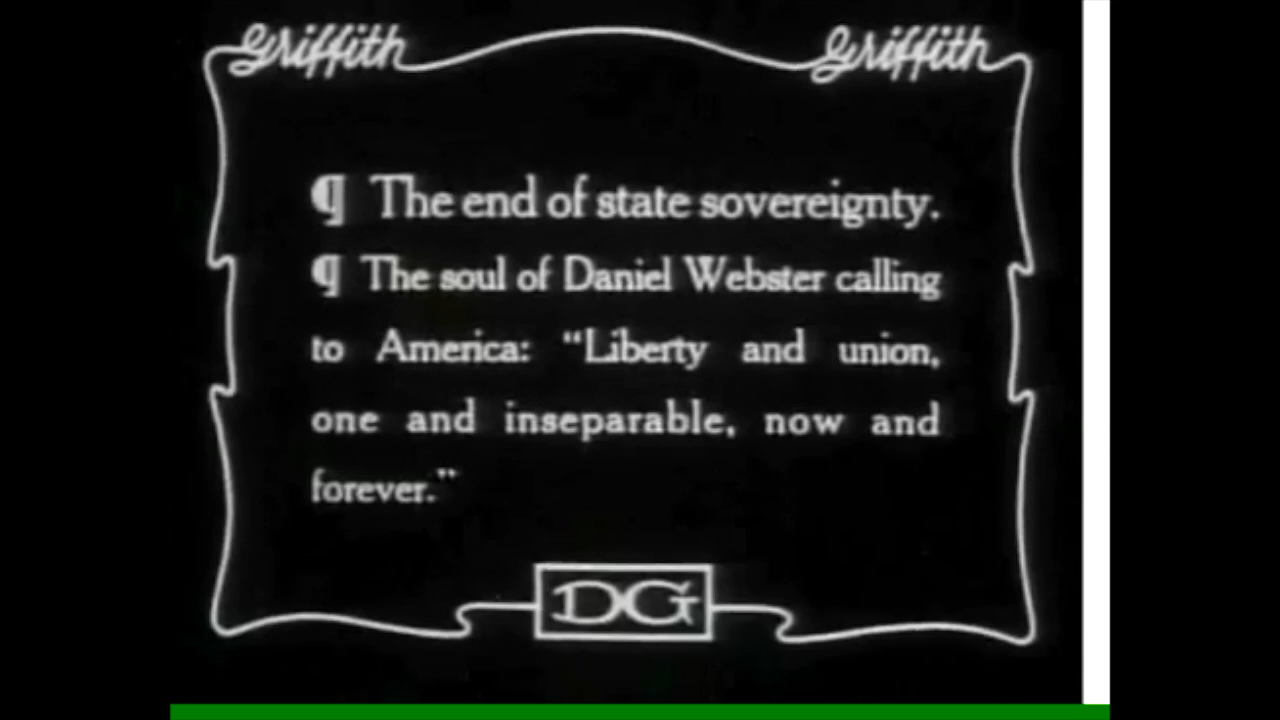 Griffith Griffith
¶ The end of state sovereignty.
¶ The soul of Daniel Webster calling
to America: "Liberty and union,
one and inseparable, now and
forever."
DG